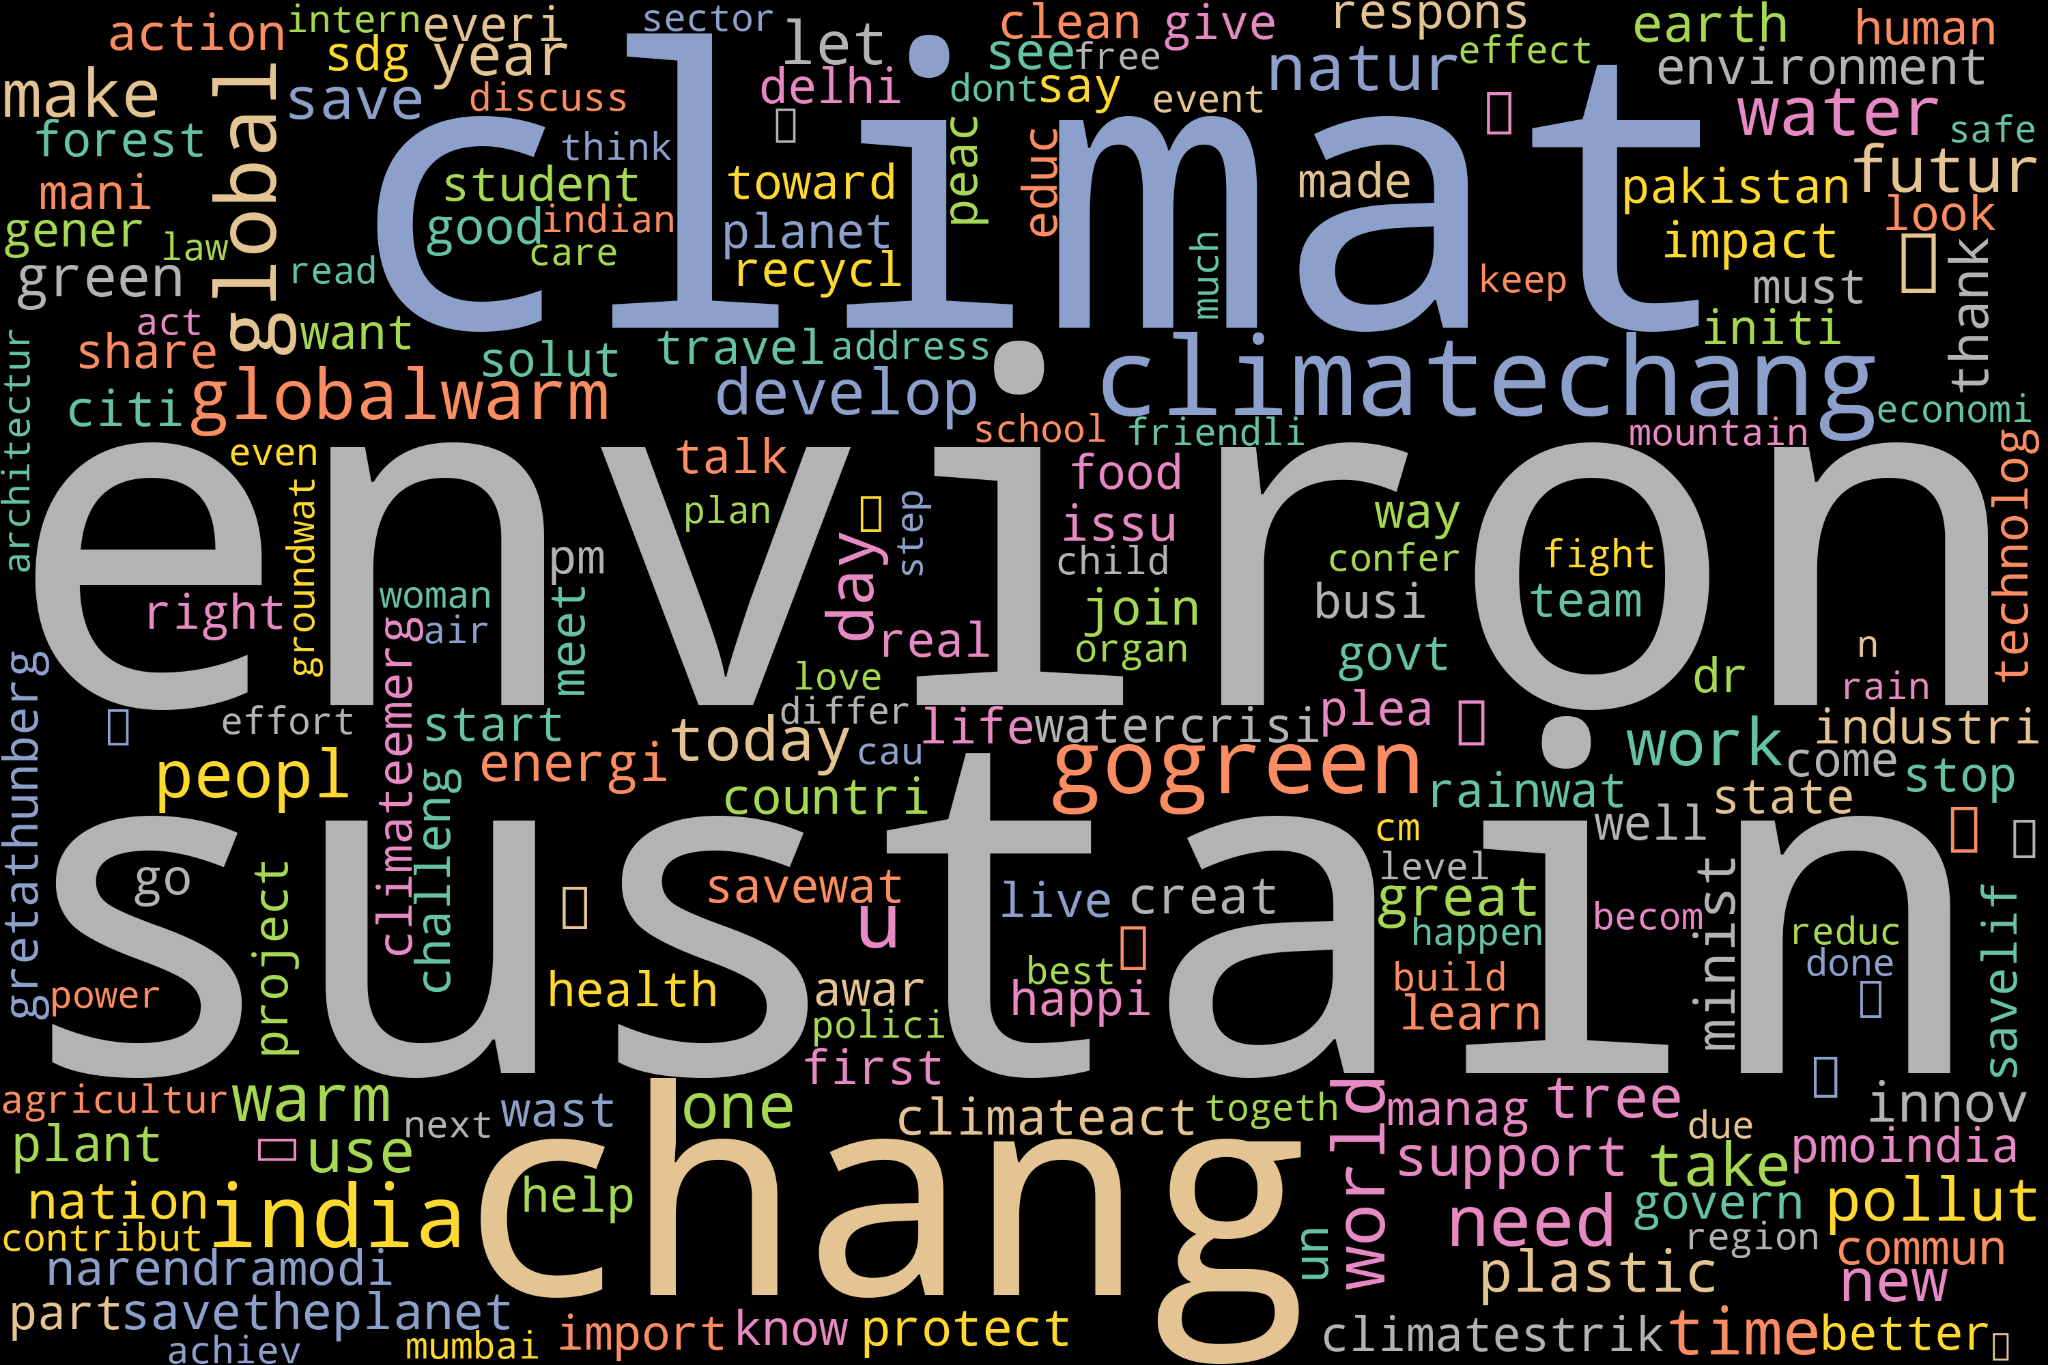 action intern everi sector let clean give respons earth human
make sdg year save discuss delhi see free dont say event natur effect environment water safe
global climat
forest think student toward peac educ made pakistan futur
mani good indian planet look
gener law care recycl much impact
green read keep must thank
act want initi
share solut travel address
architectur citi globalwarm develop climatechang economi
school friendli mountain
environ
even talk food technolog
groundwat plan day step issu way
pm child confer fight
right woman air meet real join busi team
organ govt n
gretathunberg climateemerg love dr rain
effort start differ life watercrisi plea industri
peopl challeng energi today cau gogreen work come stop
countri rainwat state
sustain
cm well
go project savewat u live creat level great becom minist reduc savelif
happen done
power health awar best happi build learn
polici
first
agricultur warm next wast one climateact togeth world manag tree due innov
plant use support take pmoindia
chang
nation india help need govern pollut
contribut un region commun
narendramodi plastic new
part savetheplanet import know protect climatestrik time better
achiev mumbai